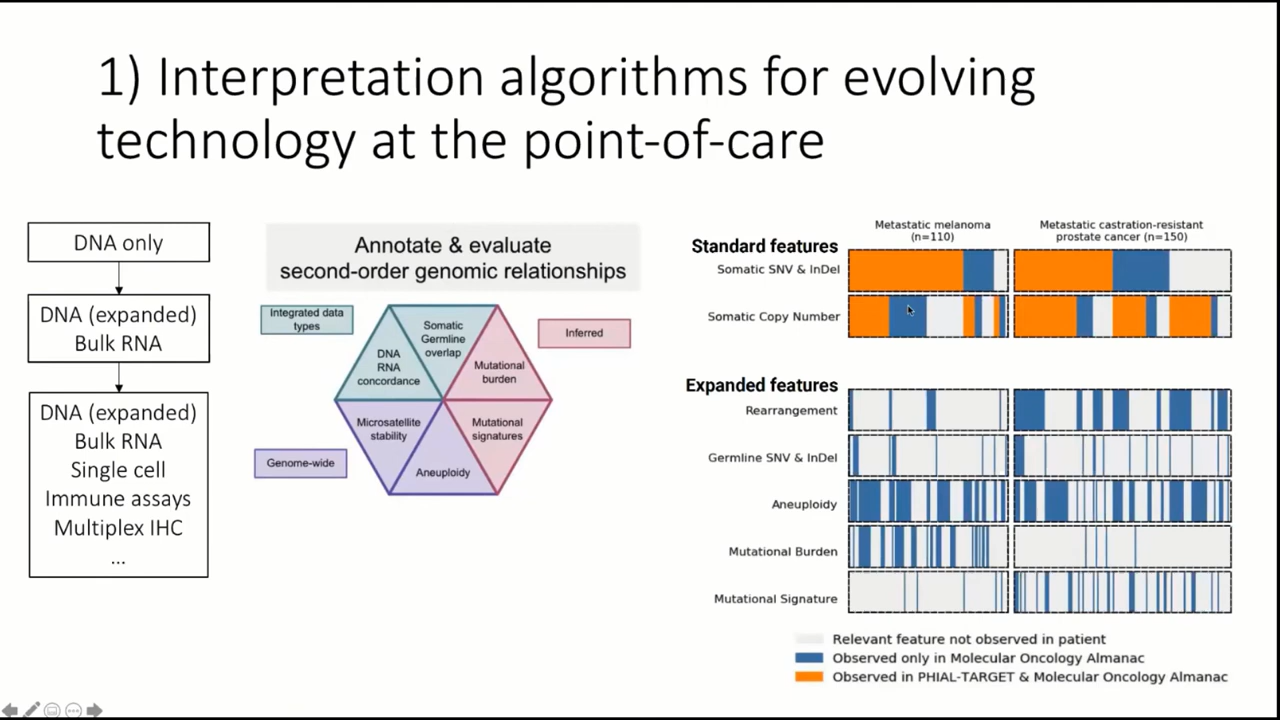 1) Interpretation algorithms for evolving
technology at the point-of-care
DNA only
DNA (expanded)
Bulk RNA
DNA (expanded)
Bulk RNA
Single cell
Immune assays
Multiplex IHC
...
Annotate & evaluate
second-order genomic relationships
Integrated data
types
Inferred
Genome-wide
Somatic
Germline
overlap
DNA
RNA
concordance
Mutational
burden
Microsatellite
stability
Mutational
signatures
Aneuploidy
Metastatic melanoma
(n=110)
Metastatic castration-resistant
prostate cancer (n=150)
Standard features
Somatic SNV & InDel
Somatic Copy Number
Expanded features
Rearrangement
Germline SNV & InDel
Aneuploidy
Mutational Burden
Mutational Signature
Relevant feature not observed in patient
Observed only in Molecular Oncology Almanac
Observed in PHIAL-TARGET & Molecular Oncology Almanac